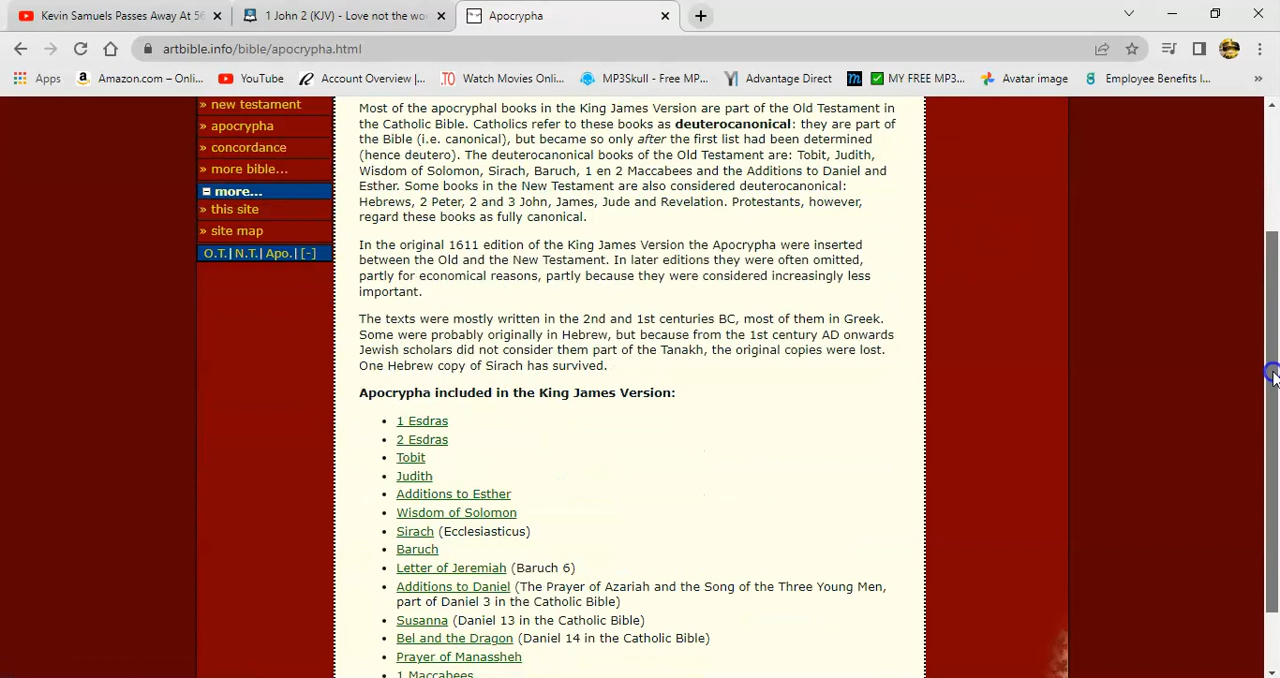 Kevin Samuels Passes Away At 56
1 John 2 (KJV) - Love not the wo
Apocrypha
artbible.info/bible/apocrypha.html
Apps
Amazon.com – Onli...
YouTube
Account Overview |...
Watch Movies Onlin...
MP3Skull - Free MP...
Advantage Direct
MY FREE MP3...
Avatar image
Employee Benefits I...
»
» new testament
» apocrypha
» concordance
» more bible...
more...
» this site
» site map
O.T.| N.T.| Apo.| [-]
Most of the apocryphal books in the King James Version are part of the Old Testament in
the Catholic Bible. Catholics refer to these books as deuterocanonical: they are part of
the Bible (i.e. canonical), but became so only after the first list had been determined
(hence deutero). The deuterocanonical books of the Old Testament are: Tobit, Judith,
Wisdom of Solomon, Sirach, Baruch, 1 en 2 Maccabees and the Additions to Daniel and
Esther. Some books in the New Testament are also considered deuterocanonical:
Hebrews, 2 Peter, 2 and 3 John, James, Jude and Revelation. Protestants, however,
regard these books as fully canonical.
In the original 1611 edition of the King James Version the Apocrypha were inserted
between the Old and the New Testament. In later editions they were often omitted,
partly for economical reasons, partly because they were considered increasingly less
important.
The texts were mostly written in the 2nd and 1st centuries BC, most of them in Greek.
Some were probably originally in Hebrew, but because from the 1st century AD onwards
Jewish scholars did not consider them part of the Tanakh, the original copies were lost.
One Hebrew copy of Sirach has survived.
Apocrypha included in the King James Version:
• 1 Esdras
• 2 Esdras
• Tobit
• Judith
• Additions to Esther
• Wisdom of Solomon
• Sirach (Ecclesiasticus)
• Baruch
• Letter of Jeremiah (Baruch 6)
• Additions to Daniel (The Prayer of Azariah and the Song of the Three Young Men,
part of Daniel 3 in the Catholic Bible)
• Susanna (Daniel 13 in the Catholic Bible)
• Bel and the Dragon (Daniel 14 in the Catholic Bible)
• Prayer of Manassheh
• 1 Maccabees